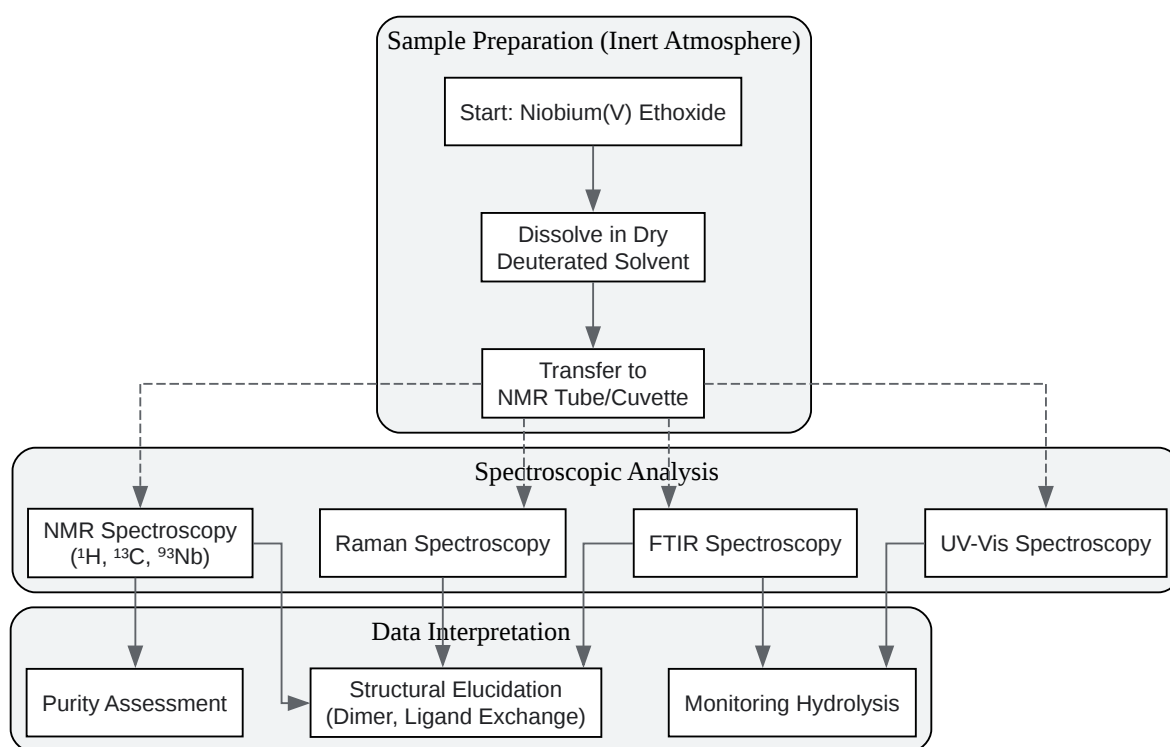 Sample Preparation (Inert Atmosphere)
Start: Niobium(V) Ethoxide
Dissolve in Dry
Deuterated Solvent
Transfer to
NMR Tube/Cuvette
Spectroscopic Analysis
NMR Spectroscopy
(¹H, ¹³C, ⁹³Nb)
Raman Spectroscopy
FTIR Spectroscopy
UV-Vis Spectroscopy
Data Interpretation
Purity Assessment
Structural Elucidation
(Dimer, Ligand Exchange)
Monitoring Hydrolysis